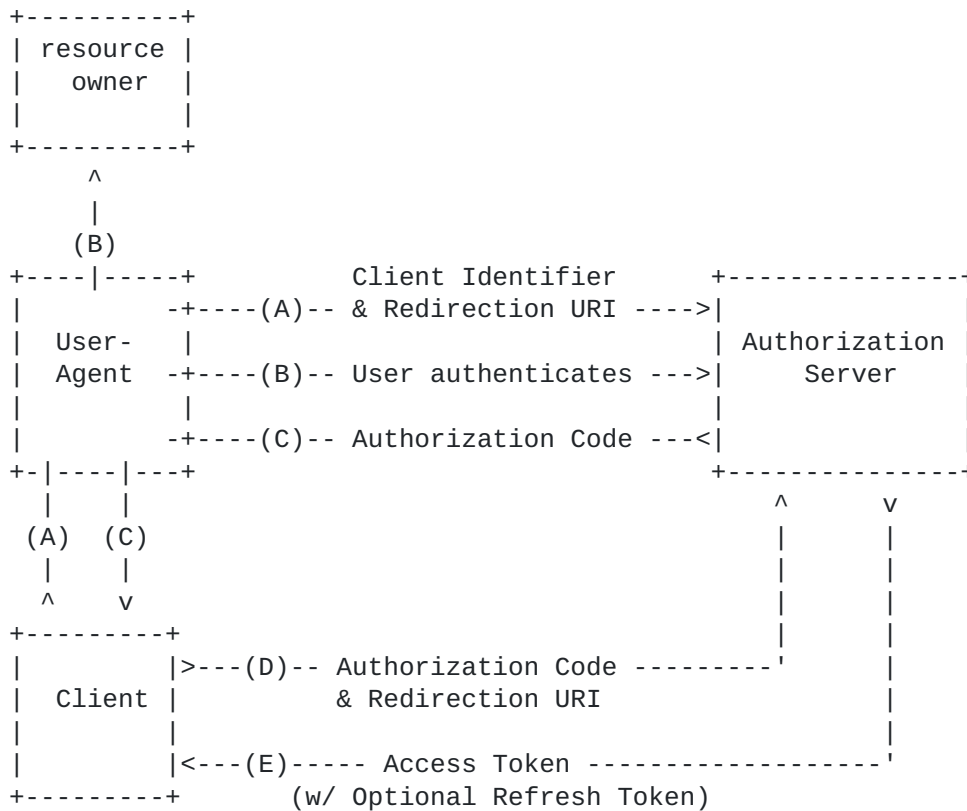 +----------+
| resource |
|   owner  |
|          |
+----------+
     ^
     |
    (B)
+----|-----+          Client Identifier      +---------------+
|         -+----(A)-- & Redirection URI ---->|               |
|  User-   |                                 | Authorization |
|  Agent  -+----(B)-- User authenticates --->|     Server    |
|          |                                 |               |
|         -+----(C)-- Authorization Code ---<|               |
+-|----|---+                                 +---------------+
  |    |                                         ^      v
 (A)  (C)                                        |      |
  |    |                                         |      |
  ^    v                                         |      |
+---------+                                      |      |
|         |>---(D)-- Authorization Code ---------'      |
|  Client |          & Redirection URI                  |
|         |                                             |
|         |<---(E)----- Access Token -------------------'
+---------+       (w/ Optional Refresh Token)